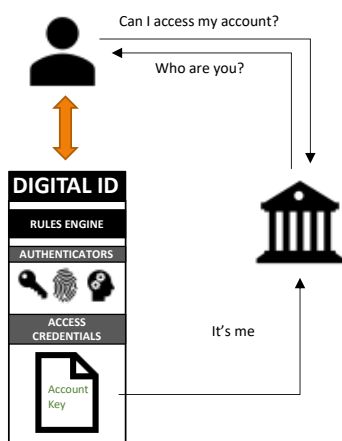 Can I access my account?
Who are you?
DIGITAL ID
RULES ENGINE
AUTHENTICATORS
ACCESS
CREDENTIALS
It's me
Account
Key